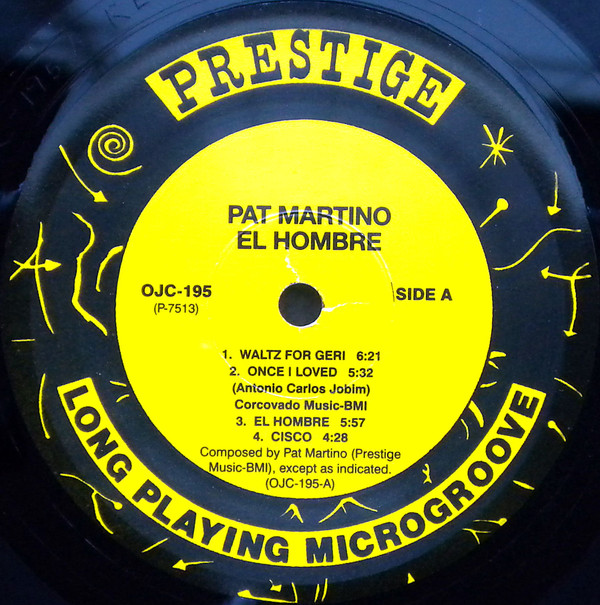 PRESTIGE
PAT MARTINO
EL HOMBRE
OJC-195
(P-7513)
SIDE A
1. WALTZ FOR GERI 6:21
2. ONCE I LOVED 5:32
(Antonio Carlos Jobim)
Corcovado Music-BMI
3. EL HOMBRE 5:57
4. CISCO 4:28
Composed by Pat Martino (Prestige
Music-BMI), except as indicated.
(OJC-195-A)
LONG PLAYING MICROGROOVE